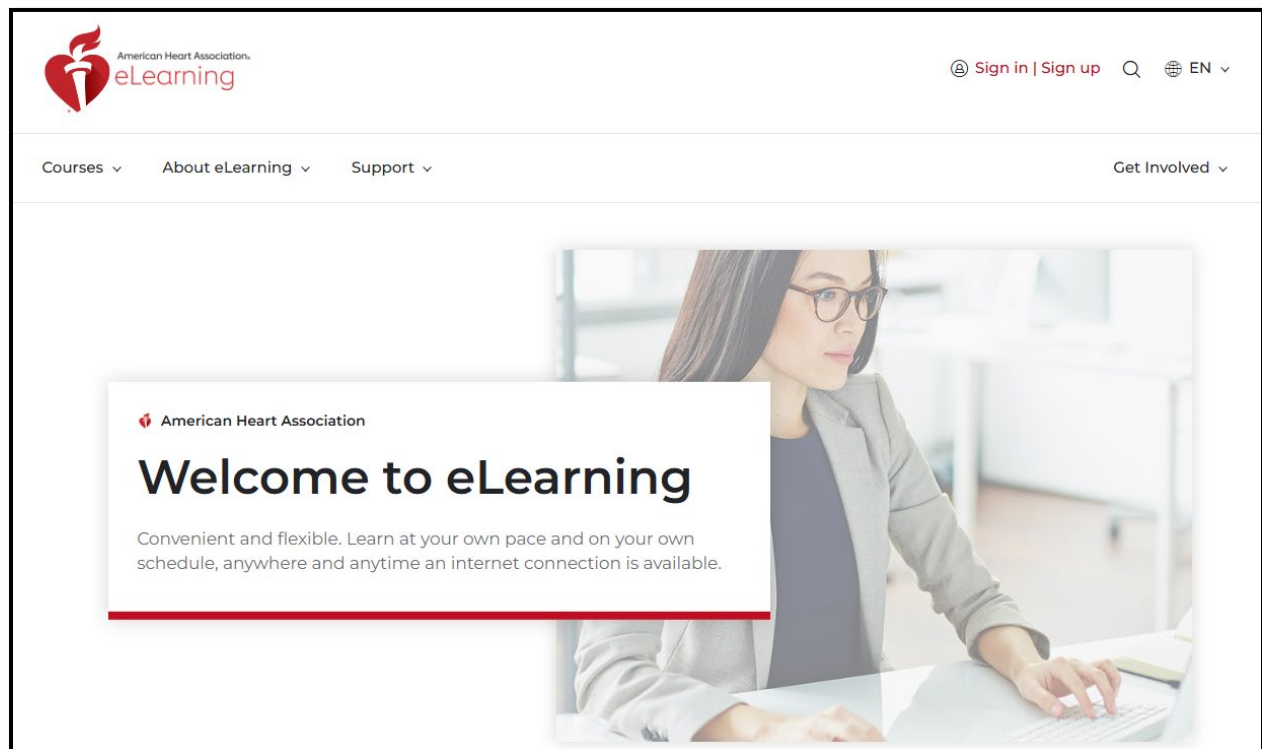 American Heart Association.
eLearning
Sign in | Sign up
EN
Courses
About eLearning
Support
Get Involved
American Heart Association
Welcome to eLearning
Convenient and flexible. Learn at your own pace and on your own
schedule, anywhere and anytime an internet connection is available.